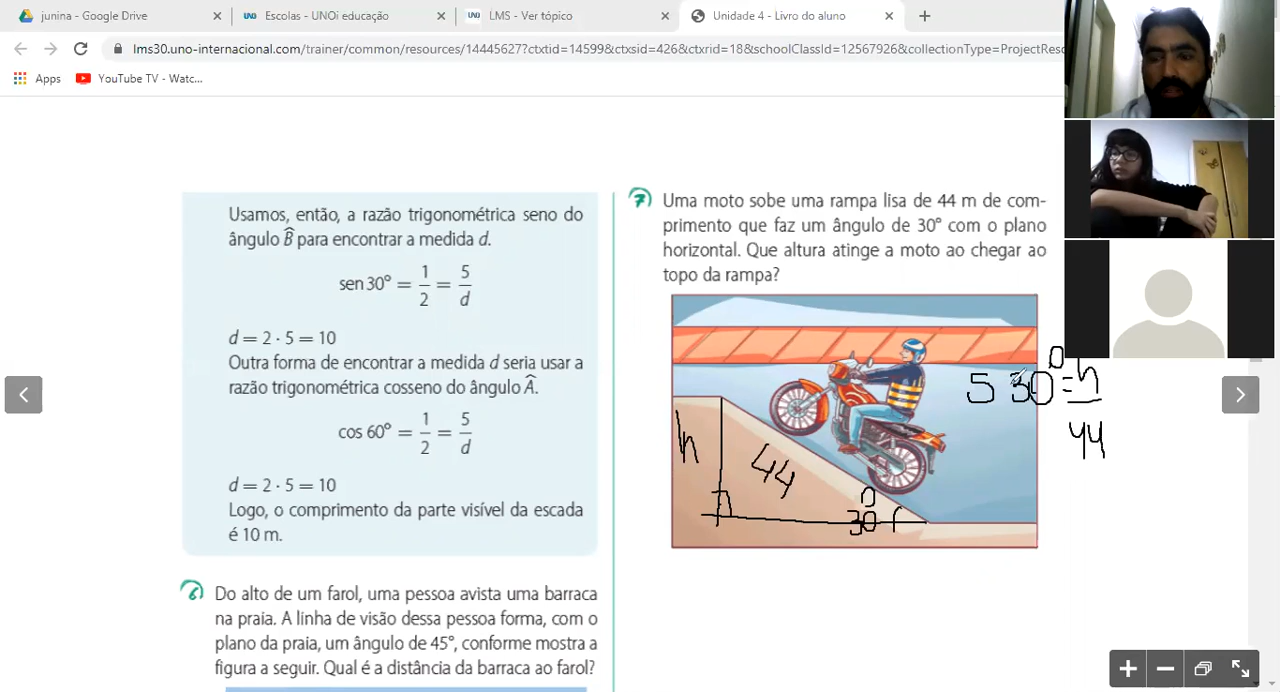 junina - Google Drive
Escolas - UNOi educação
LMS - Ver tópico
Unidade 4 - Livro do aluno
lms30.uno-internacional.com/trainer/common/resources/14445627?ctxtid=14599&ctxsid=426&ctxrid=18&schoolClassId=12567926&collectionType=ProjectReso
Apps
YouTube TV - Watc...
Usamos, então, a razão trigonométrica seno do
ângulo B̂ para encontrar a medida d.
sen 30° = 1/2 = 5/d
d = 2 · 5 = 10
Outra forma de encontrar a medida d seria usar a
razão trigonométrica cosseno do ângulo Â.
cos 60° = 1/2 = 5/d
d = 2 · 5 = 10
Logo, o comprimento da parte visível da escada
é 10 m.
6 Do alto de um farol, uma pessoa avista uma barraca
na praia. A linha de visão dessa pessoa forma, com o
plano da praia, um ângulo de 45°, conforme mostra a
figura a seguir. Qual é a distância da barraca ao farol?
7 Uma moto sobe uma rampa lisa de 44 m de com-
primento que faz um ângulo de 30° com o plano
horizontal. Que altura atinge a moto ao chegar ao
topo da rampa?
h
44
30°
S 30° = h/44